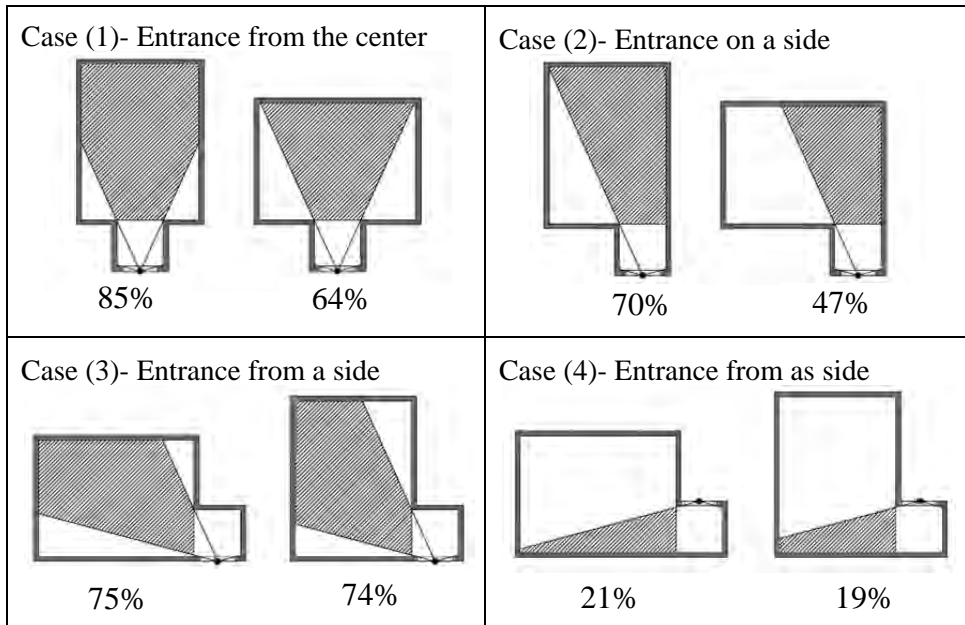 Case (1)- Entrance from the center
85%
64%
Case (2)- Entrance on a side
70%
47%
Case (3)- Entrance from a side
75%
74%
Case (4)- Entrance from as side
21%
19%